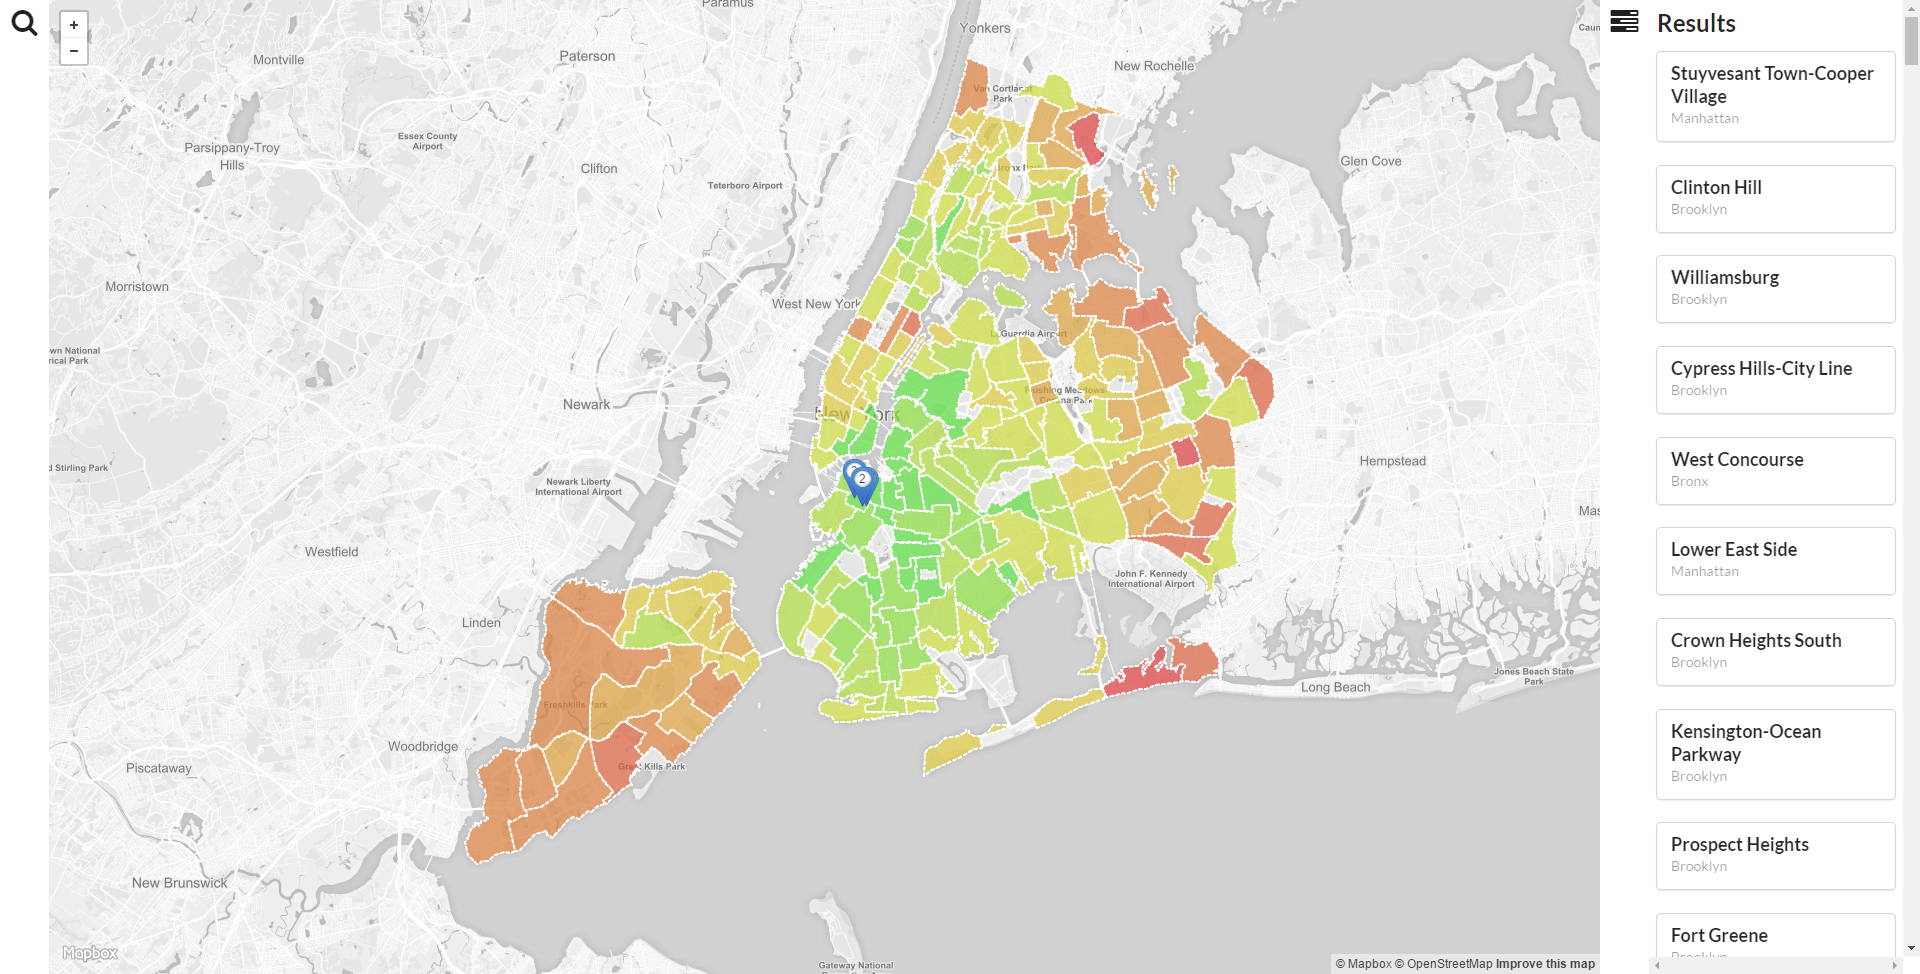 Results
Stuyvesant Town-Cooper
Village
Manhattan
Clinton Hill
Brooklyn
Williamsburg
Brooklyn
Cypress Hills-City Line
Brooklyn
West Concourse
Bronx
Lower East Side
Manhattan
Crown Heights South
Brooklyn
Kensington-Ocean
Parkway
Brooklyn
Prospect Heights
Brooklyn
Fort Greene
Brooklyn
+
−
Paramus
Yonkers
Montville
Paterson
New Rochelle
Van Cortlandt
Park
Essex County
Airport
Parsippany-Troy
Hills
Clifton
Bronx Park
Glen Cove
Teterboro Airport
Morristown
West New York
LaGuardia Airport
own National
rical Park
Flushing Meadows
Corona Park
Newark
New York
d Stirling Park
Hempstead
2
Newark Liberty
International Airport
Mas
Westfield
John F. Kennedy
International Airport
Linden
Jones Beach State
Park
Long Beach
Freshkills Park
Woodbridge
Great Kills Park
Piscataway
New Brunswick
Mapbox
Gateway National
© Mapbox © OpenStreetMap Improve this map